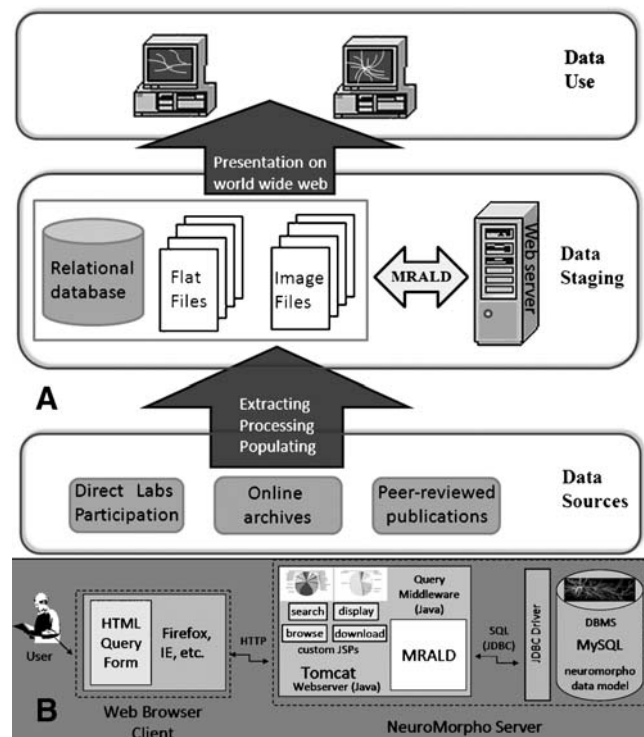 Data
Use
Presentation on
world wide web
Relational
database
Flat
Files
Image
Files
MRALD
Web server
Data
Staging
A
Extracting
Processing
Populating
Data
Sources
Direct Labs
Participation
Online
archives
Peer-reviewed
publications
User
HTML
Query
Form
Firefox,
IE, etc.
Web Browser
Client
HTTP
search
display
browse
download
custom JSPs
Tomcat
Webserver (Java)
Query
Middleware
(Java)
MRALD
SQL
(JDBC)
JDBC Driver
DBMS
MySQL
neuromorpho
data model
NeuroMorpho Server
B